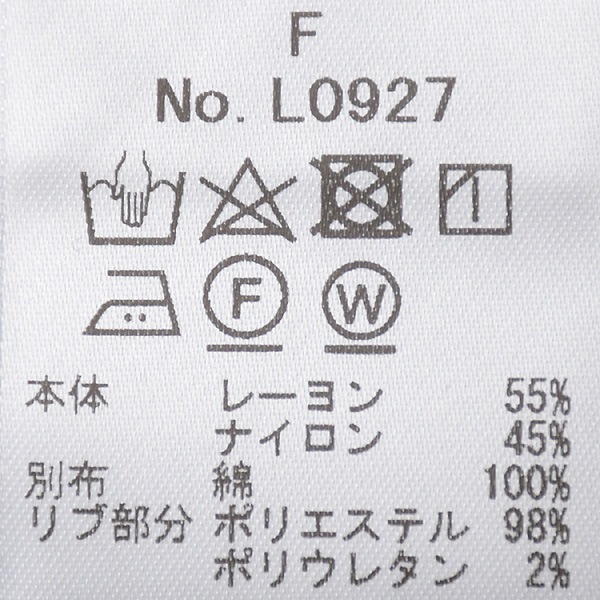 F
No. L0927
F W
本体 レーヨン 55%
ナイロン 45%
別布 綿 100%
リブ部分 ポリエステル 98%
ポリウレタン 2%